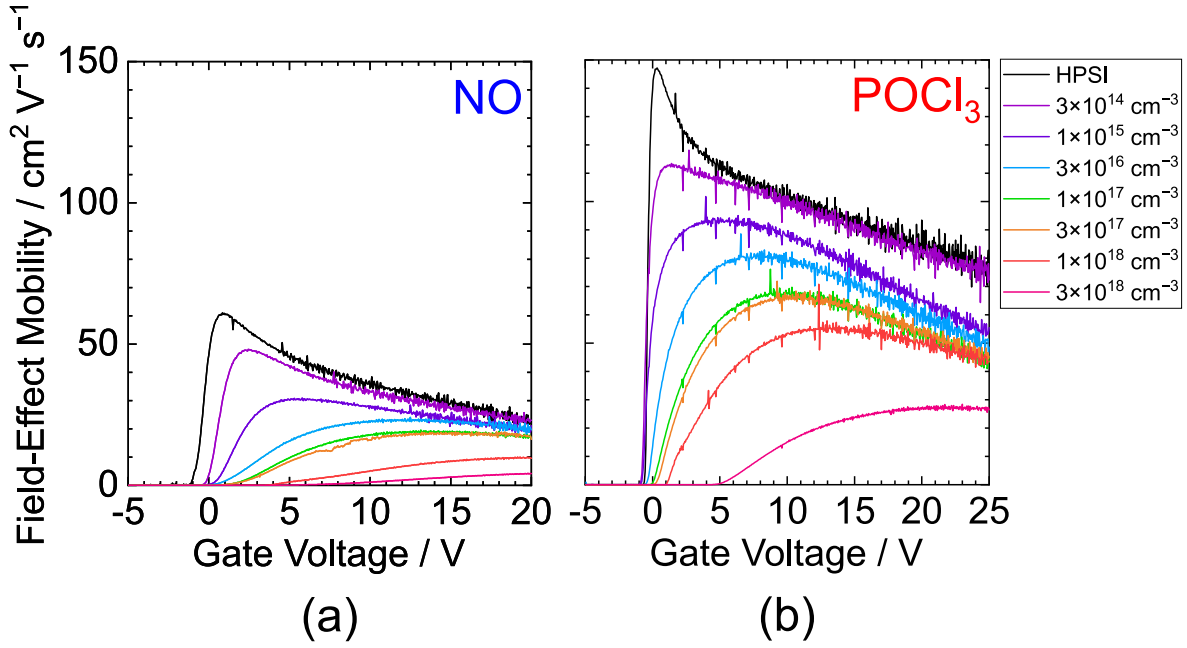 Field-Effect Mobility / cm² V⁻¹ s⁻¹
150
100
50
0
NO
-5 0 5 10 15 20
Gate Voltage / V
(a)
POCl₃
-5 0 5 10 15 20 25
Gate Voltage / V
(b)
HPSI
3×10¹⁴ cm⁻³
1×10¹⁵ cm⁻³
3×10¹⁶ cm⁻³
1×10¹⁷ cm⁻³
3×10¹⁷ cm⁻³
1×10¹⁸ cm⁻³
3×10¹⁸ cm⁻³